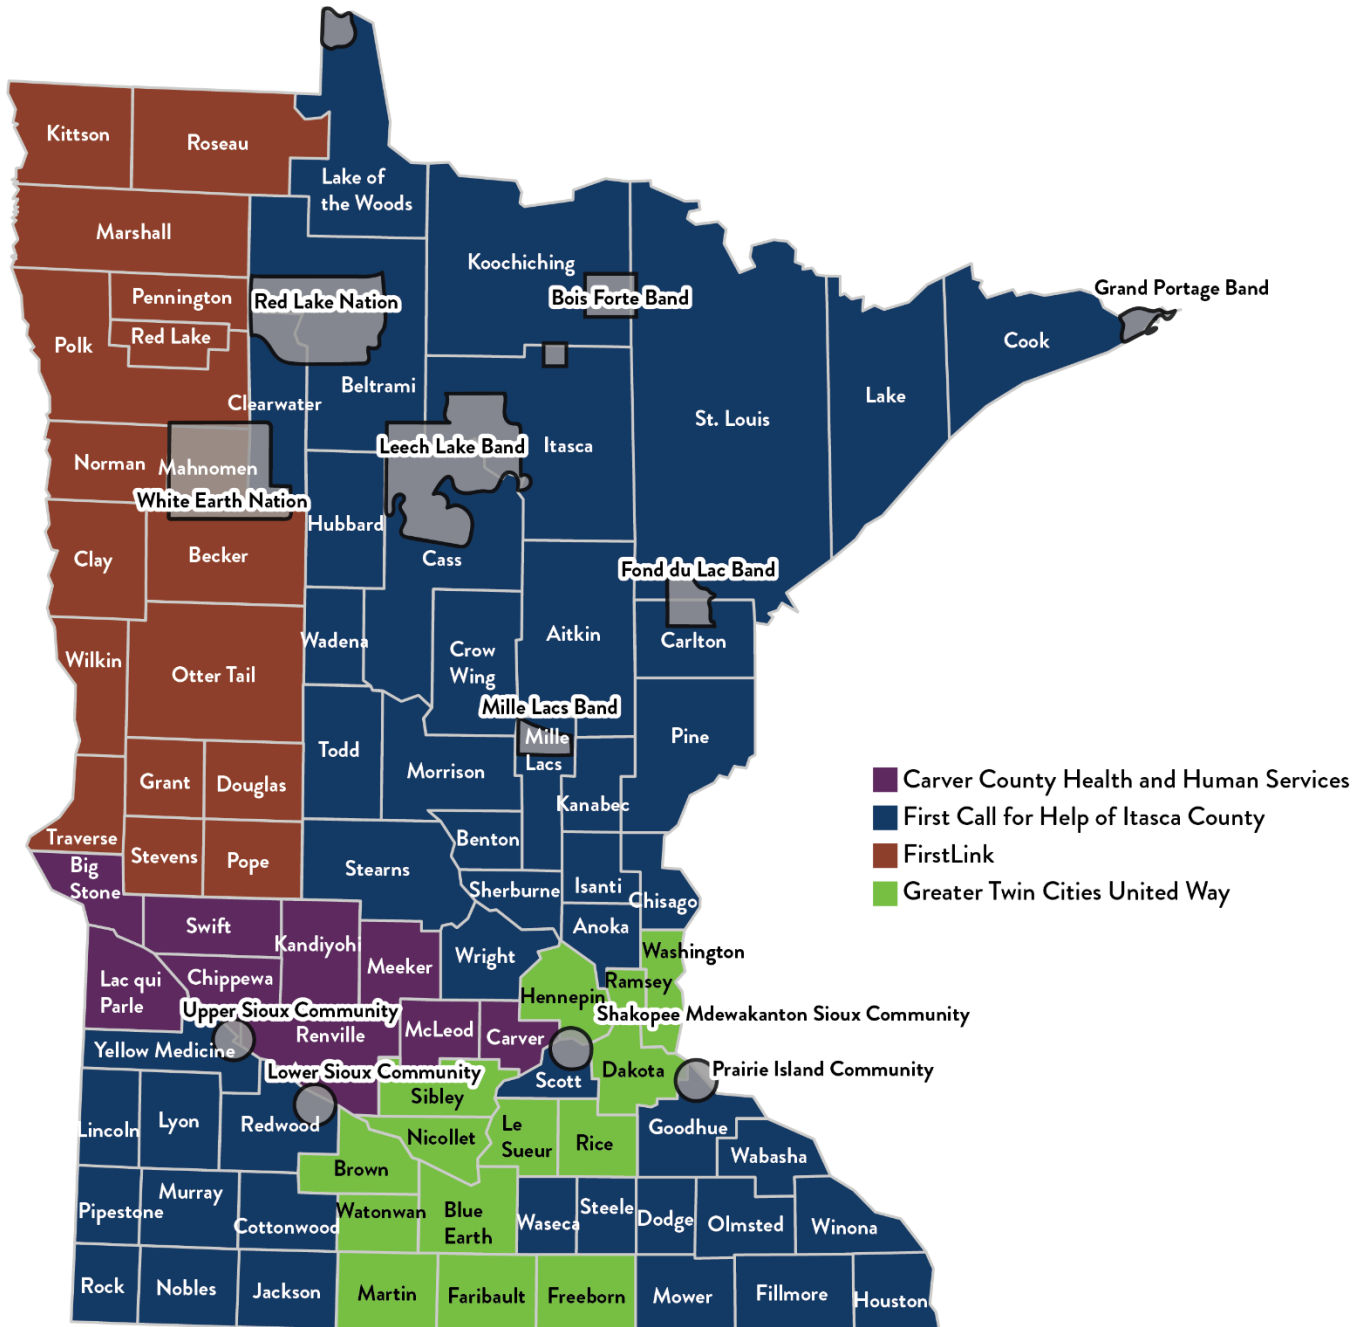 Kittson
Roseau
Lake of
the Woods
Marshall
Koochiching
Pennington
Red Lake Nation
Bois Forte Band
Grand Portage Band
Red Lake
Polk
Cook
Beltrami
Lake
Clearwater
St. Louis
Leech Lake Band
Itasca
Norman
Mahnomen
White Earth Nation
Hubbard
Clay
Becker
Cass
Fond du Lac Band
Wadena
Aitkin
Carlton
Crow
Wing
Wilkin
Otter Tail
Mille Lacs Band
Mille
Lacs
Pine
Todd
Morrison
Grant
Douglas
Kanabec
Carver County Health and Human Services
First Call for Help of Itasca County
FirstLink
Greater Twin Cities United Way
Traverse
Benton
Stevens
Pope
Big
Stone
Stearns
Sherburne
Isanti
Chisago
Swift
Anoka
Kandiyohi
Washington
Wright
Meeker
Lac qui
Parle
Chippewa
Ramsey
Hennepin
Upper Sioux Community
Shakopee Mdewakanton Sioux Community
Renville
McLeod
Carver
Yellow Medicine
Lower Sioux Community
Scott
Dakota
Prairie Island Community
Sibley
Lincoln
Lyon
Redwood
Nicollet
Le
Sueur
Rice
Goodhue
Wabasha
Brown
Murray
Pipestone
Cottonwood
Watonwan
Blue
Earth
Waseca
Steele
Dodge
Olmsted
Winona
Rock
Nobles
Jackson
Martin
Faribault
Freeborn
Mower
Fillmore
Houston